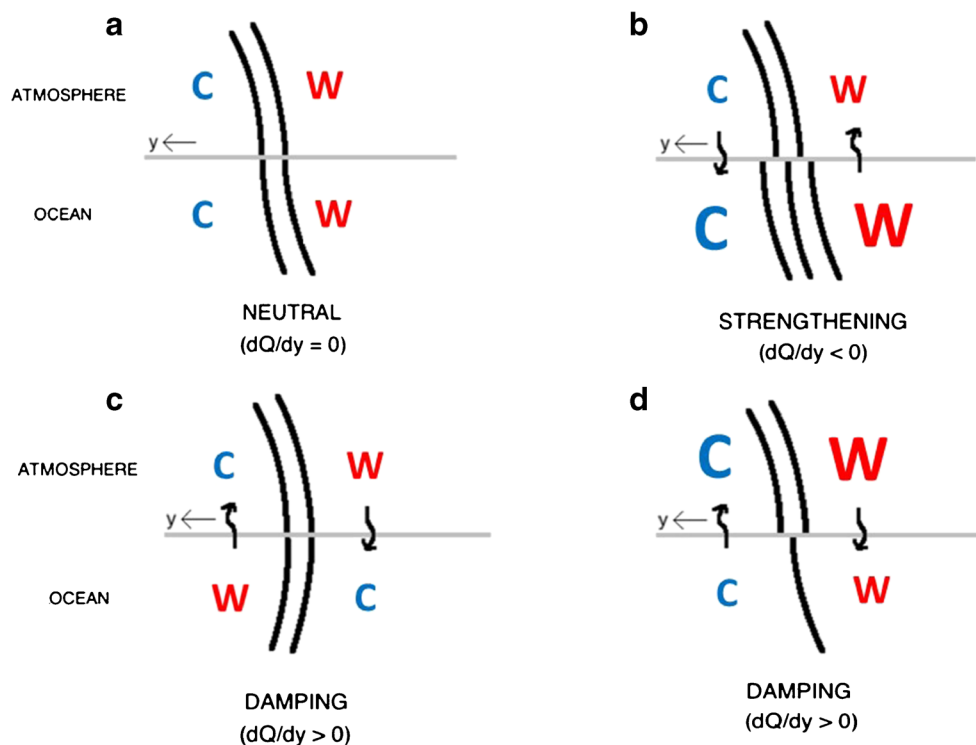 a
C W
ATMOSPHERE
y
C W
OCEAN
NEUTRAL
(dQ/dy = 0)
b
C W
y
C W
STRENGTHENING
(dQ/dy < 0)
c
ATMOSPHERE
C W
y
OCEAN
W C
DAMPING
(dQ/dy > 0)
d
C W
y
C W
DAMPING
(dQ/dy > 0)